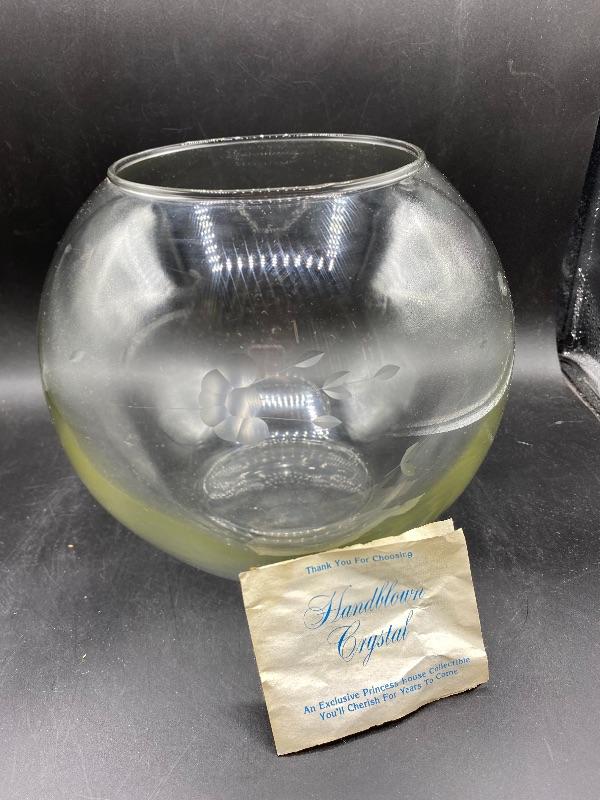 Thank You For Choosing
Handblown
Crystal
An Exclusive Princess House Collectible
You'll Cherish For Years To Come